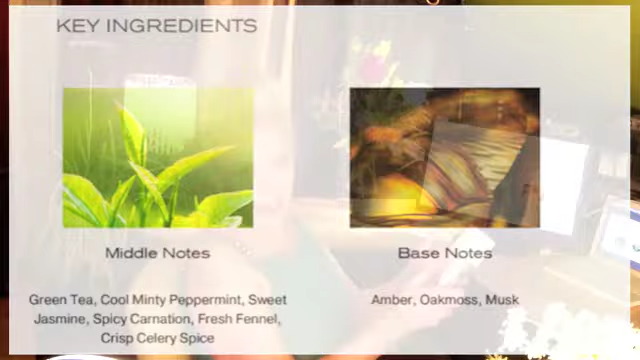 KEY INGREDIENTS
Middle Notes
Green Tea, Cool Minty Peppermint, Sweet
Jasmine, Spicy Carnation, Fresh Fennel,
Crisp Celery Spice
Base Notes
Amber, Oakmoss, Musk